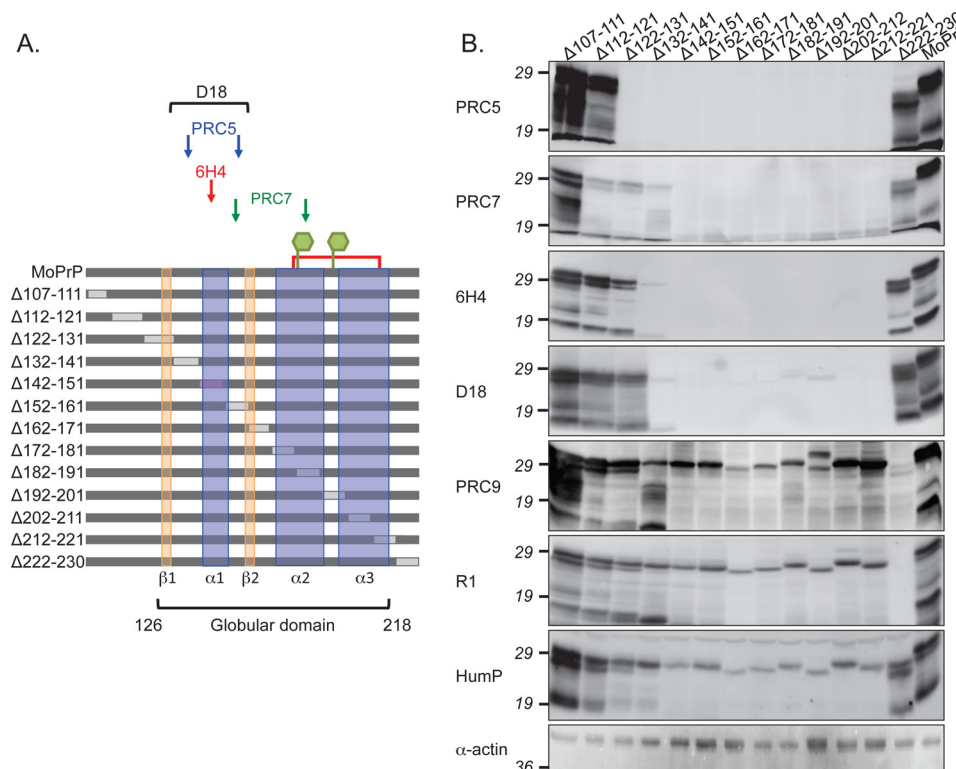 A.
D18
PRC5
6H4
PRC7
MoPrP
Δ107-111
Δ112-121
Δ122-131
Δ132-141
Δ142-151
Δ152-161
Δ162-171
Δ172-181
Δ182-191
Δ192-201
Δ202-211
Δ212-221
Δ222-230
β1 α1 β2 α2 α3
126 Globular domain 218
B.
Δ107-111 Δ112-121 Δ122-131 Δ132-141 Δ142-151 Δ152-161 Δ162-171 Δ172-181 Δ182-191 Δ192-201 Δ202-212 Δ212-221 Δ222-230 MoPrP
29
PRC5
19
29
PRC7
19
29
6H4
19
29
D18
19
29
PRC9
19
29
R1
19
29
HumP
19
α-actin
36